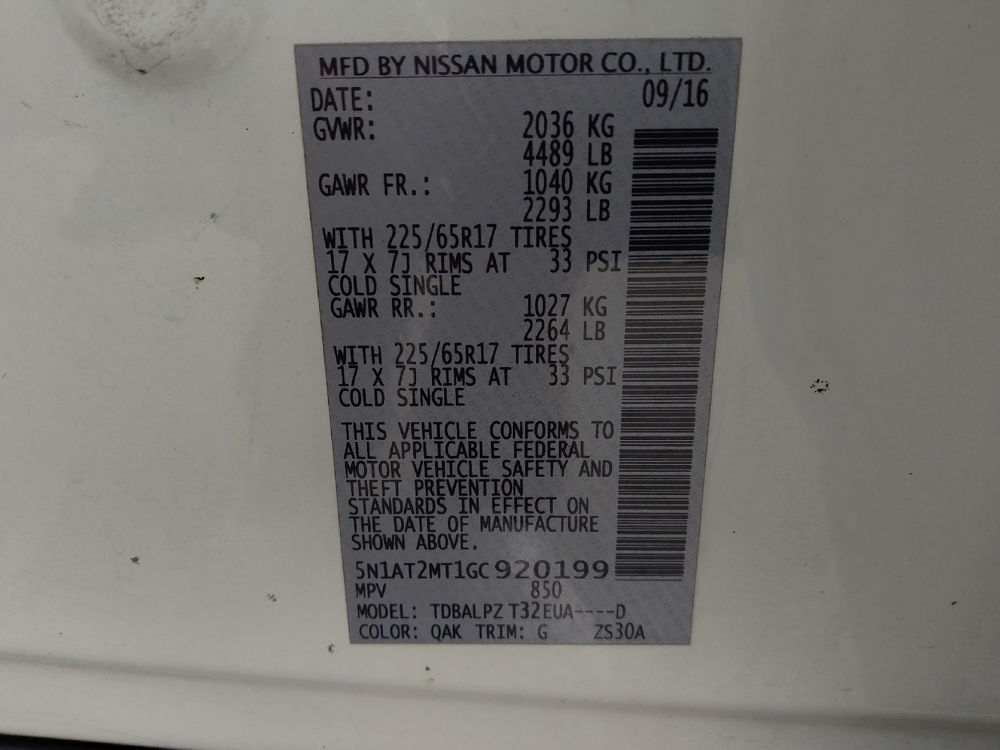 MFD BY NISSAN MOTOR CO., LTD.
DATE: 09/16
GVWR: 2036 KG
4489 LB
GAWR FR.: 1040 KG
2293 LB
WITH 225/65R17 TIRES
17 X 7J RIMS AT 33 PSI
COLD SINGLE
GAWR RR.: 1027 KG
2264 LB
WITH 225/65R17 TIRES
17 X 7J RIMS AT 33 PSI
COLD SINGLE
THIS VEHICLE CONFORMS TO
ALL APPLICABLE FEDERAL
MOTOR VEHICLE SAFETY AND
THEFT PREVENTION
STANDARDS IN EFFECT ON
THE DATE OF MANUFACTURE
SHOWN ABOVE.
5N1AT2MT1GC920199
MPV 850
MODEL: TDBALPZ T32EUA----D
COLOR: QAK TRIM: G ZS30A